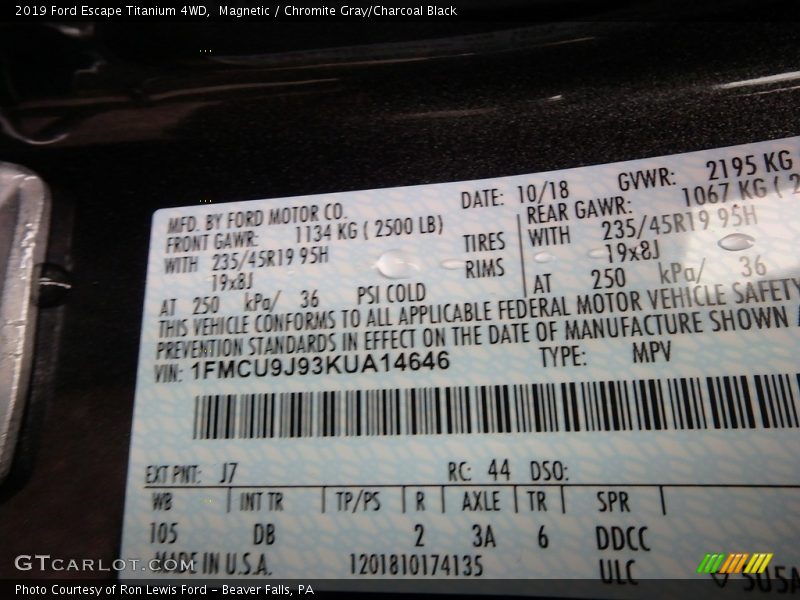 2019 Ford Escape Titanium 4WD,  Magnetic / Chromite Gray/Charcoal Black
MFD. BY FORD MOTOR CO.
DATE: 10/18
GVWR: 2195 KG
FRONT GAWR: 1134 KG ( 2500 LB)
REAR GAWR: 1067 KG ( 2
WITH 235/45R19 95H TIRES
WITH 235/45R19 95H
19x8J RIMS
19x8J
AT 250 kPa/ 36 PSI COLD
AT 250 kPa/ 36
THIS VEHICLE CONFORMS TO ALL APPLICABLE FEDERAL MOTOR VEHICLE SAFETY
PREVENTION STANDARDS IN EFFECT ON THE DATE OF MANUFACTURE SHOWN
VIN: 1FMCU9J93KUA14646
TYPE: MPV
EXT PNT: J7 RC: 44 DSO:
WB INT TR TP/PS R AXLE TR SPR
105 DB 2 3A 6 DDCC
MADE IN U.S.A. 1201810174135 ULC
GTCARLOT.COM
Photo Courtesy of Ron Lewis Ford - Beaver Falls, PA